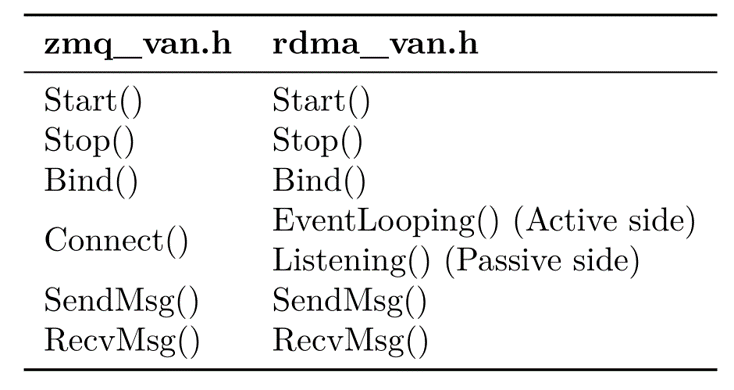 zmq_van.h rdma_van.h
Start() Start()
Stop() Stop()
Bind() Bind()
Connect() EventLooping() (Active side)
Listening() (Passive side)
SendMsg() SendMsg()
RecvMsg() RecvMsg()